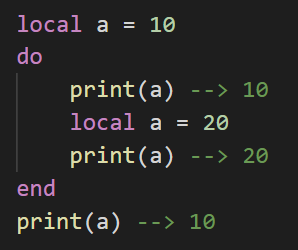 local a = 10
do
    print(a) --> 10
    local a = 20
    print(a) --> 20
end
print(a) --> 10